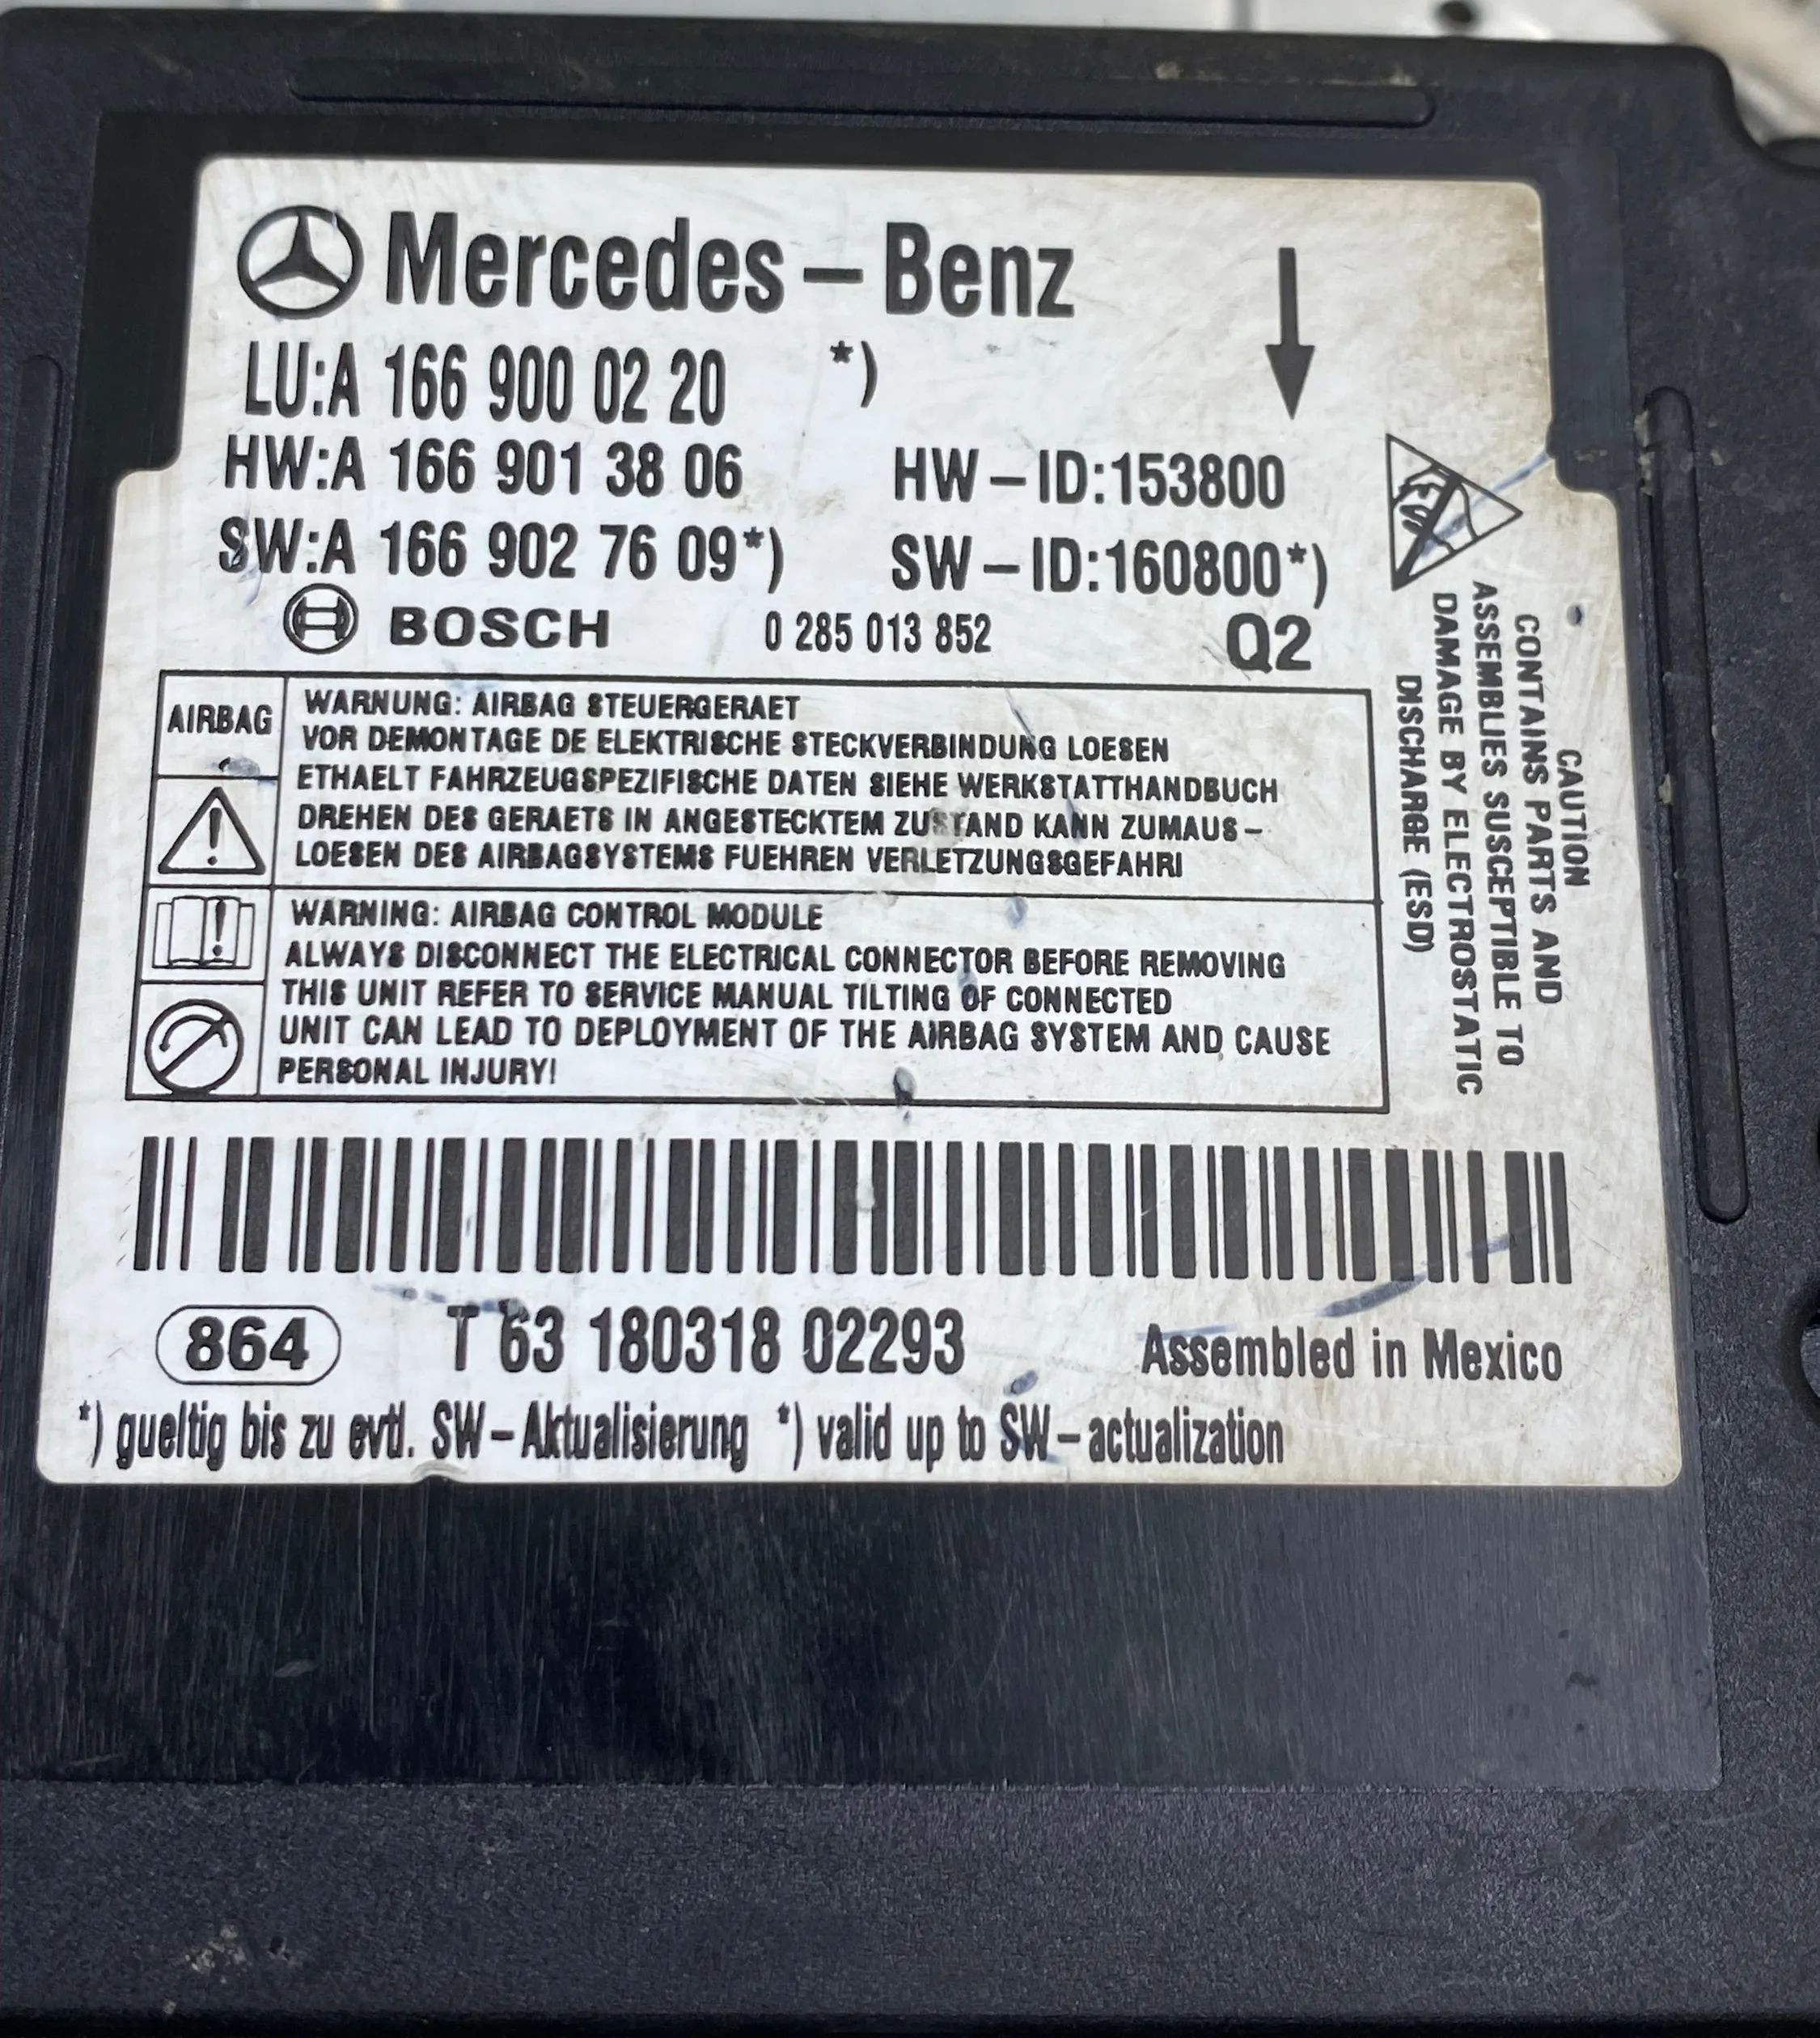 Mercedes-Benz
LU:A 166 900 02 20 *)
HW:A 166 901 38 06 HW-ID:153800
SW:A 166 902 76 09*) SW-ID:160800*)
BOSCH 0 285 013 852 Q2
AIRBAG
WARNUNG: AIRBAG STEUERGERAET
VOR DEMONTAGE DE ELEKTRISCHE STECKVERBINDUNG LOESEN
ETHAELT FAHRZEUGSPEZIFISCHE DATEN SIEHE WERKSTATTHANDBUCH
DREHEN DES GERAETS IN ANGESTECKTEM ZUSTAND KANN ZUMAUS-
LOESEN DES AIRBAGSYSTEMS FUEHREN VERLETZUNGSGEFAHRI
WARNING: AIRBAG CONTROL MODULE
ALWAYS DISCONNECT THE ELECTRICAL CONNECTOR BEFORE REMOVING
THIS UNIT REFER TO SERVICE MANUAL TILTING OF CONNECTED
UNIT CAN LEAD TO DEPLOYMENT OF THE AIRBAG SYSTEM AND CAUSE
PERSONAL INJURY!
CAUTION
CONTAINS PARTS AND
ASSEMBLIES SUSCEPTIBLE TO
DAMAGE BY ELECTROSTATIC
DISCHARGE (ESD)
864 T 63 180318 02293 Assembled in Mexico
*) gueltig bis zu evtl. SW-Aktualisierung *) valid up to SW-actualization